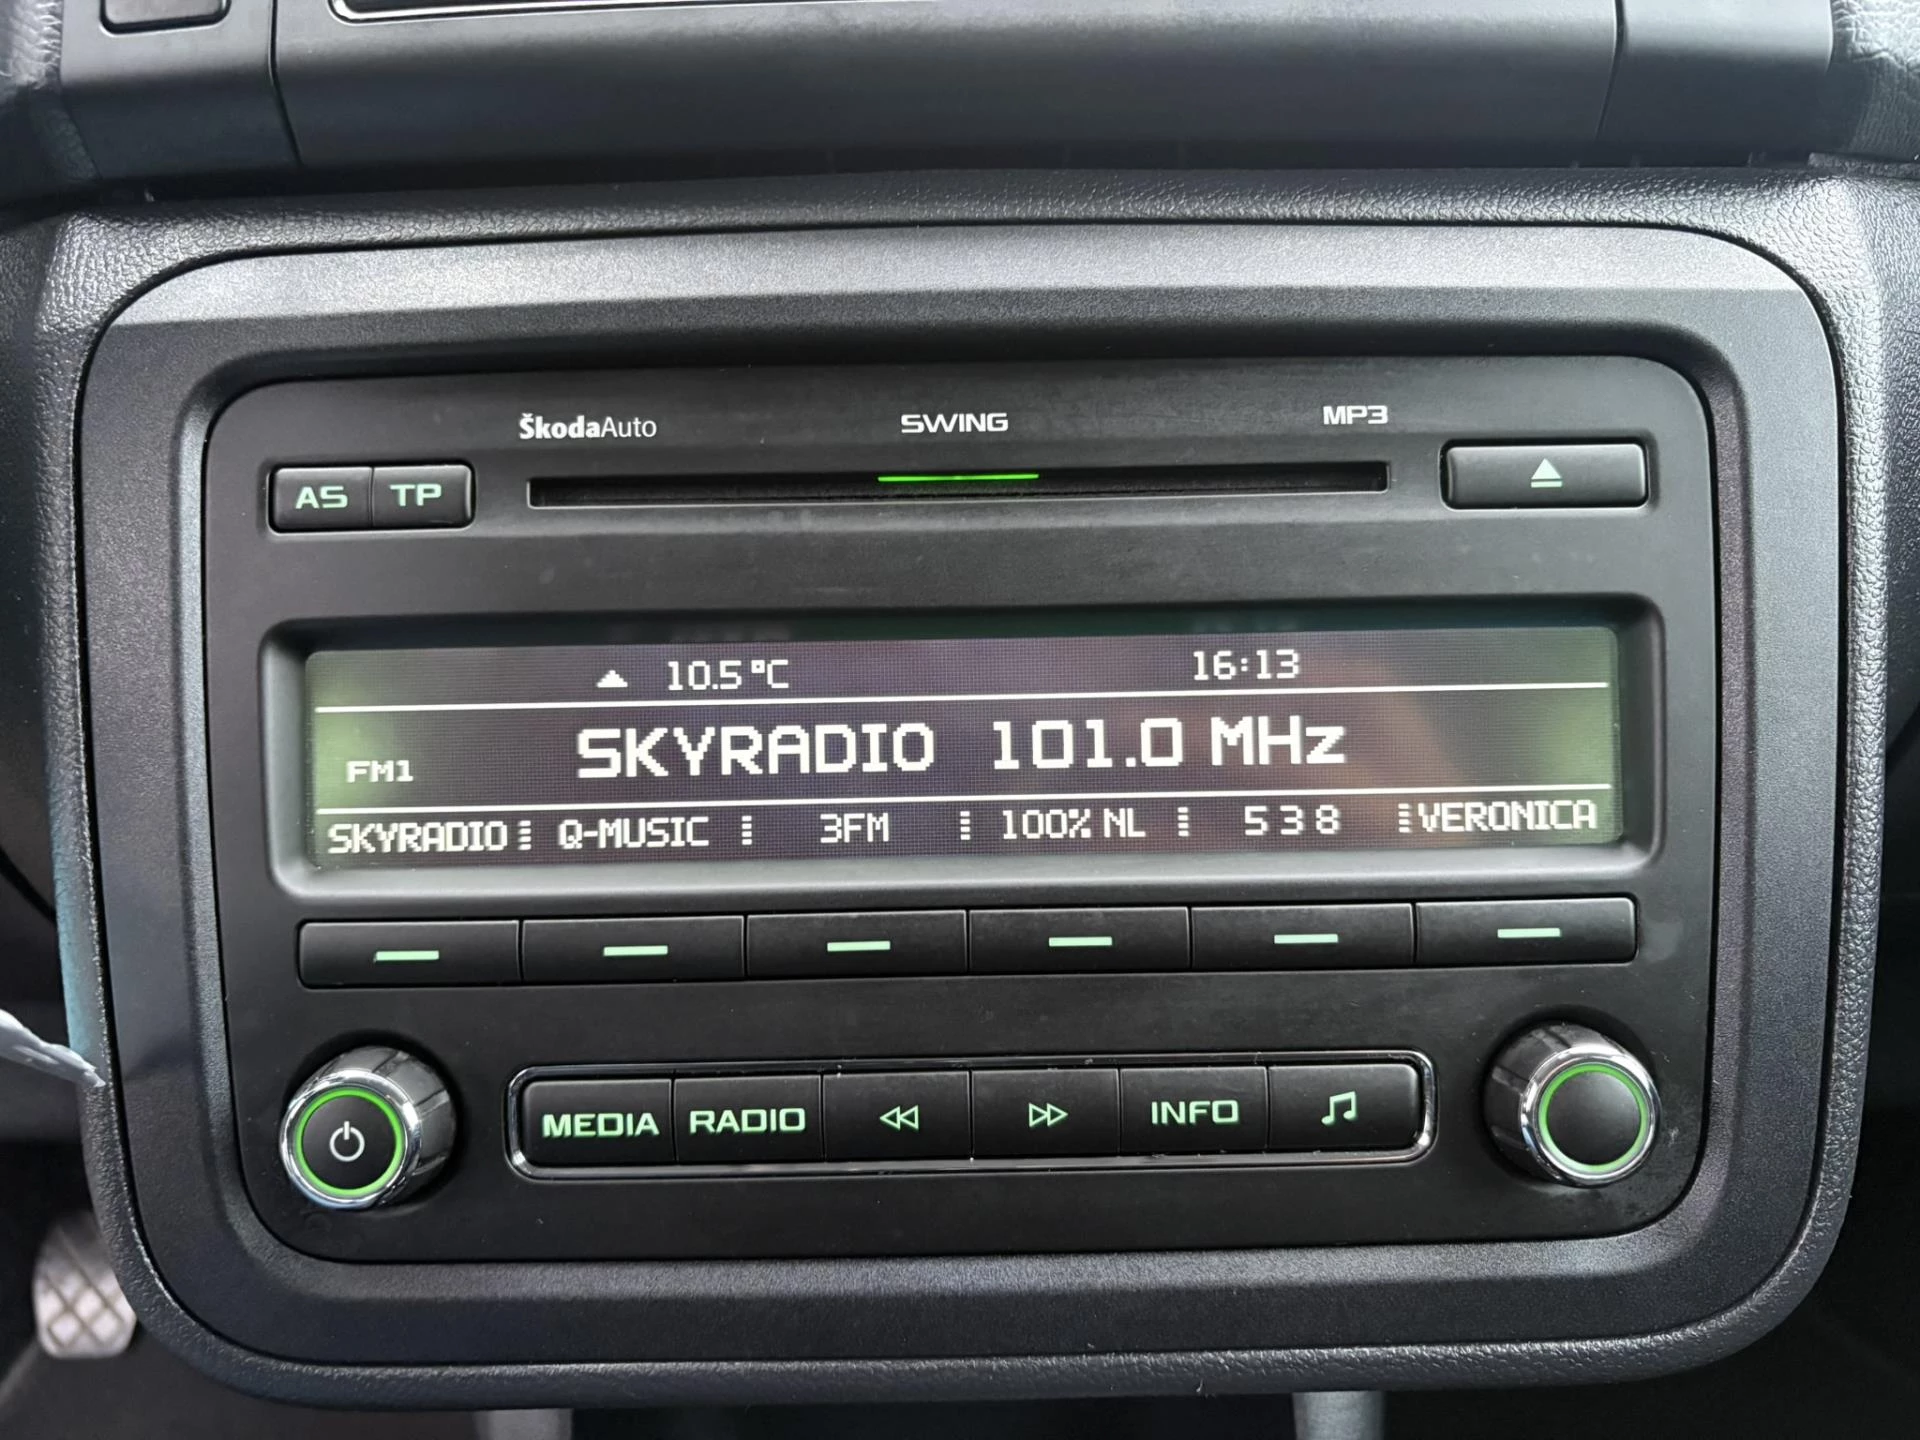 ŠkodaAuto SWING MP3
AS TP
10.5°C 16:13
FM1 SKYRADIO 101.0 MHz
SKYRADIO Q-MUSIC 3FM 100% NL 538 VERONICA
MEDIA RADIO INFO